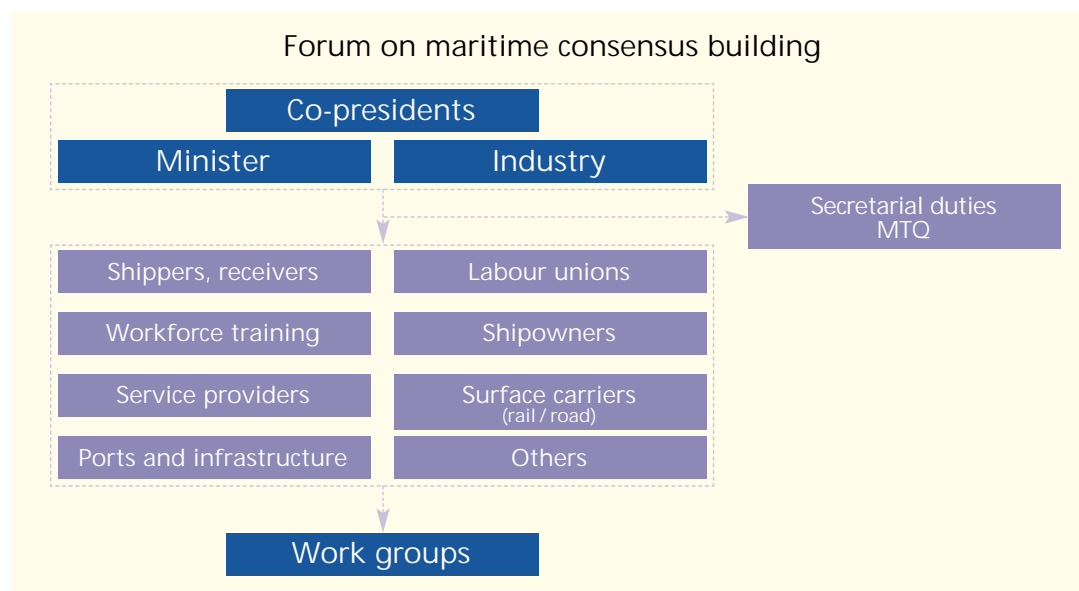 Forum on maritime consensus building
Co-presidents
Minister
Industry
Secretarial duties
MTQ
Shippers, receivers
Labour unions
Workforce training
Shipowners
Service providers
Surface carriers
(rail / road)
Ports and infrastructure
Others
Work groups